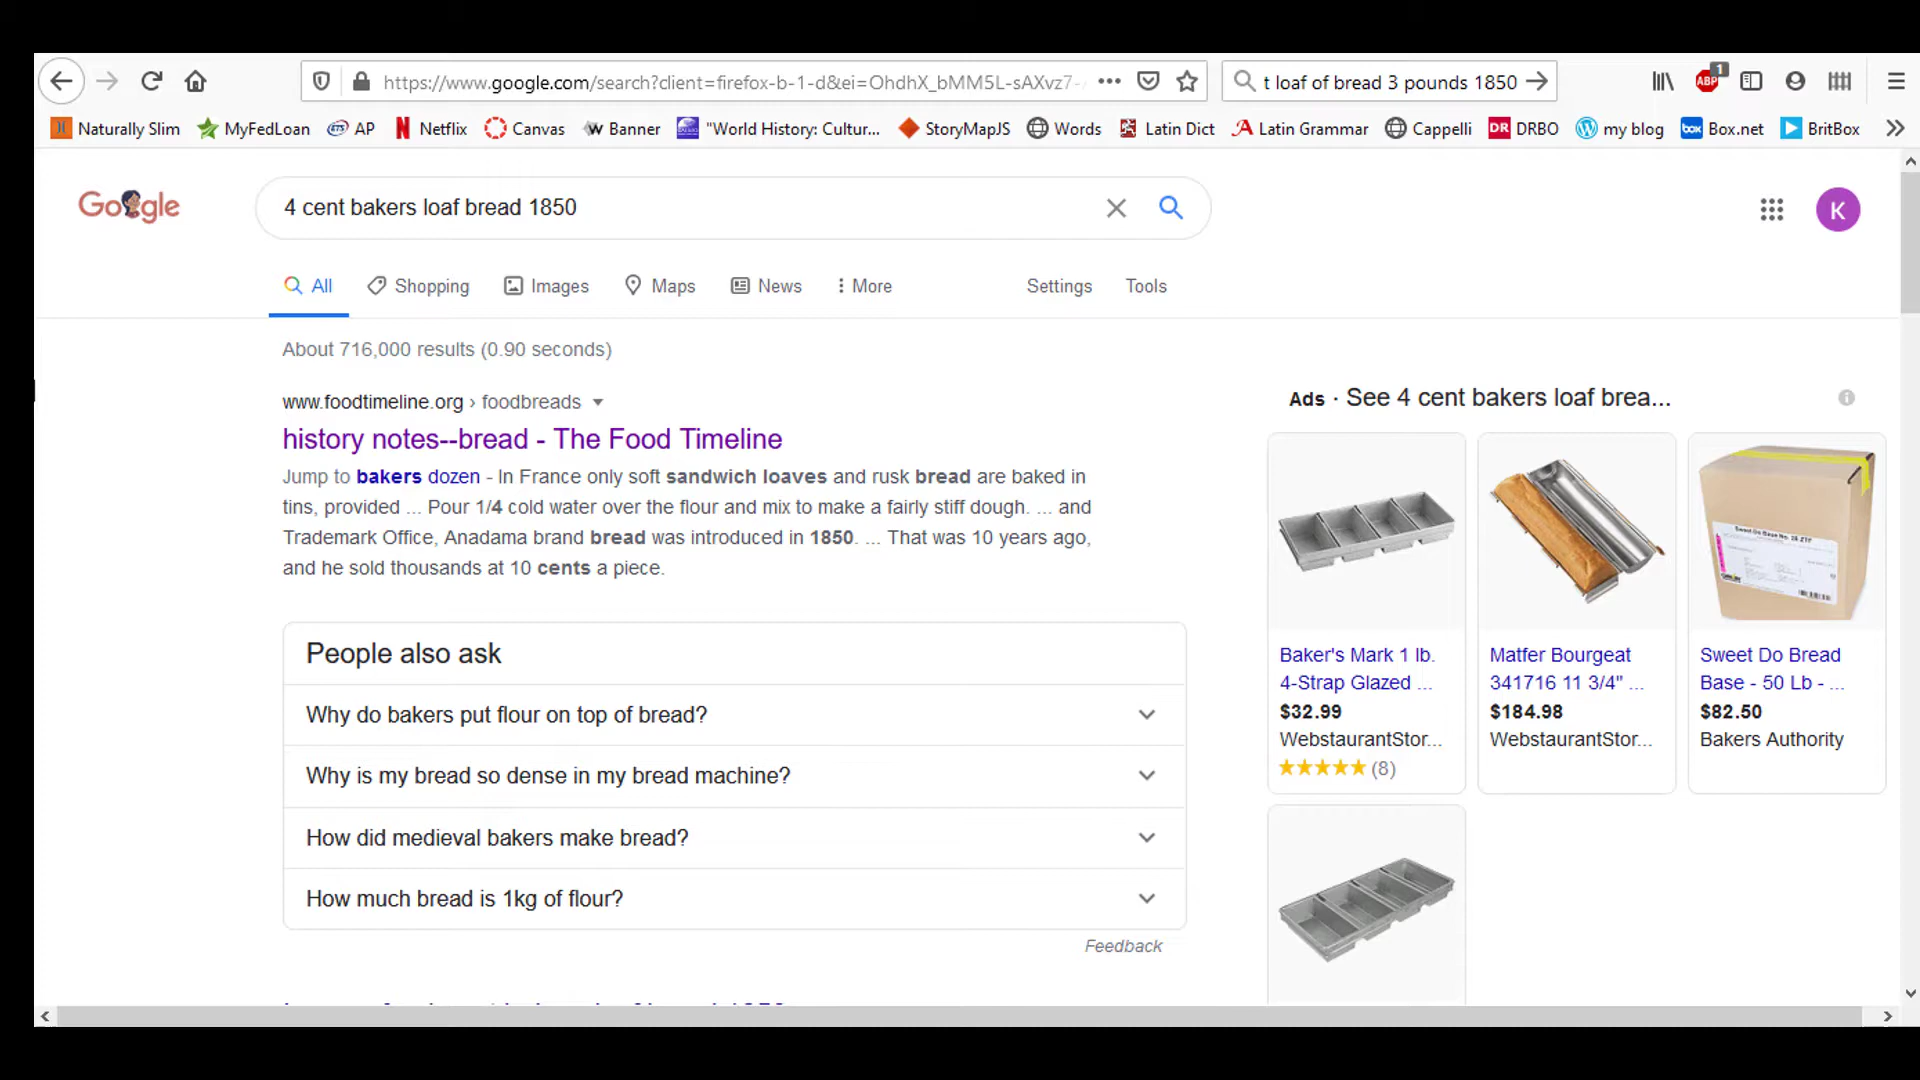 https://www.google.com/search?client=firefox-b-1-d&ei=OhdhX_bMM5L-sAXvz7-
t loaf of bread 3 pounds 1850
ABP
1
Naturally Slim
MyFedLoan
ETS AP
Netflix
Canvas
w Banner
"World History: Cultur...
StoryMapJS
Words
Latin Dict
A Latin Grammar
Cappelli
DR DRBO
my blog
box Box.net
BritBox
Google
4 cent bakers loaf bread 1850
K
All
Shopping
Images
Maps
News
More
Settings
Tools
About 716,000 results (0.90 seconds)
www.foodtimeline.org › foodbreads
history notes--bread - The Food Timeline
Jump to bakers dozen - In France only soft sandwich loaves and rusk bread are baked in
tins, provided ... Pour 1/4 cold water over the flour and mix to make a fairly stiff dough. ... and
Trademark Office, Anadama brand bread was introduced in 1850. ... That was 10 years ago,
and he sold thousands at 10 cents a piece.
People also ask
Why do bakers put flour on top of bread?
Why is my bread so dense in my bread machine?
How did medieval bakers make bread?
How much bread is 1kg of flour?
Feedback
Ads · See 4 cent bakers loaf brea...
Baker's Mark 1 lb.
4-Strap Glazed ...
$32.99
WebstaurantStor...
(8)
Matfer Bourgeat
341716 11 3/4" ...
$184.98
WebstaurantStor...
Sweet Do Bread
Base - 50 Lb - ...
$82.50
Bakers Authority